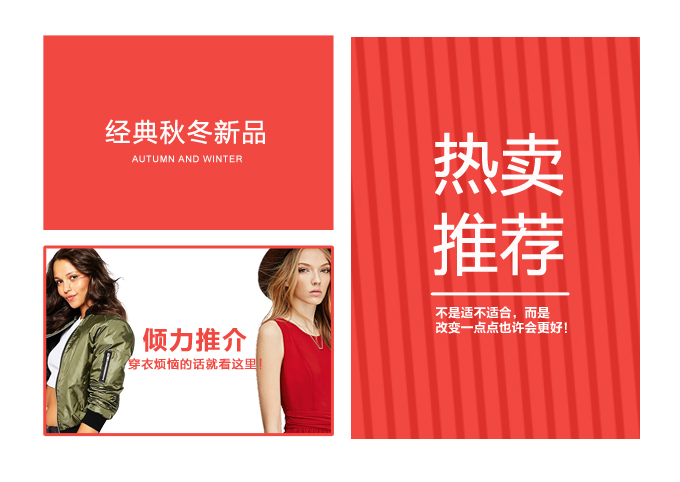 经典秋冬新品
AUTUMN AND WINTER
倾力推介
穿衣烦恼的话就看这里!
热卖
推荐
不是适不适合，而是
改变一点点也许会更好!